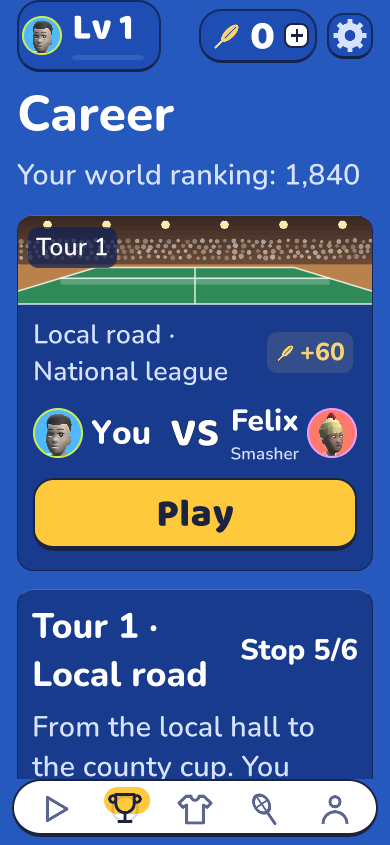 Lv 1
0
Career
Your world ranking: 1,840
Tour 1
Local road ·
National league
+60
You VS Felix
Smasher
Play
Tour 1 ·
Local road
Stop 5/6
From the local hall to
the county cup. You